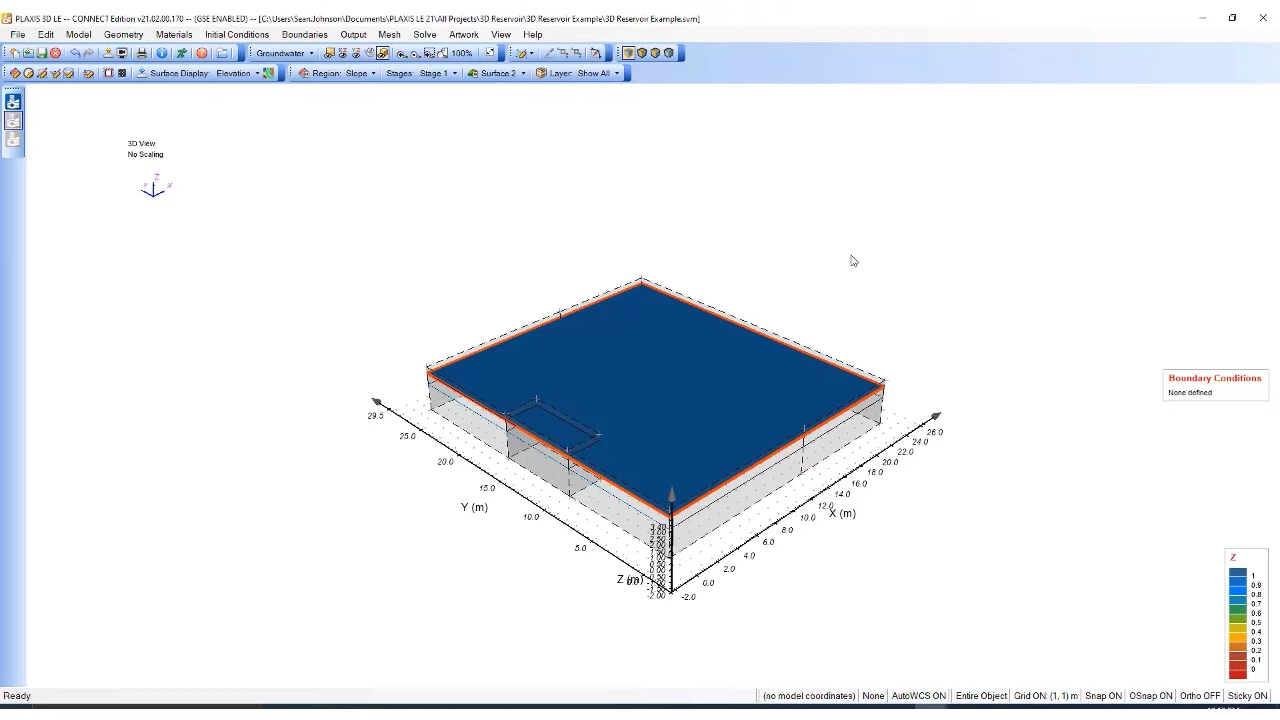 PLAXIS 3D LE -- CONNECT Edition v21.02.00.170 -- (GSE ENABLED) -- [C:\Users\SeanJohnson\Documents\PLAXIS LE 21\All Projects\3D Reservoir\3D Reservoir Example\3D Reservoir Example.svm]
File Edit Model Geometry Materials Initial Conditions Boundaries Output Mesh Solve Artwork View Help
Groundwater 100%
Surface Display: Elevation Region: Slope Stages: Stage 1 Surface 2 Layer: Show All
3D View
No Scaling
Z
Y X
Boundary Conditions
None defined
29.5 26.0
25.0 24.0
22.0
20.0 20.0
18.0
16.0
15.0 14.0
12.0
Y (m) 10.0 X (m)
10.0 8.0
6.0
5.0 4.0
2.0
Z (m) 0.0
-2.00 -2.0
Z
1
0.9
0.8
0.7
0.6
0.5
0.4
0.3
0.2
0.1
0
Ready (no model coordinates) None AutoWCS ON Entire Object Grid ON: (1, 1) m Snap ON OSnap ON Ortho OFF Sticky ON